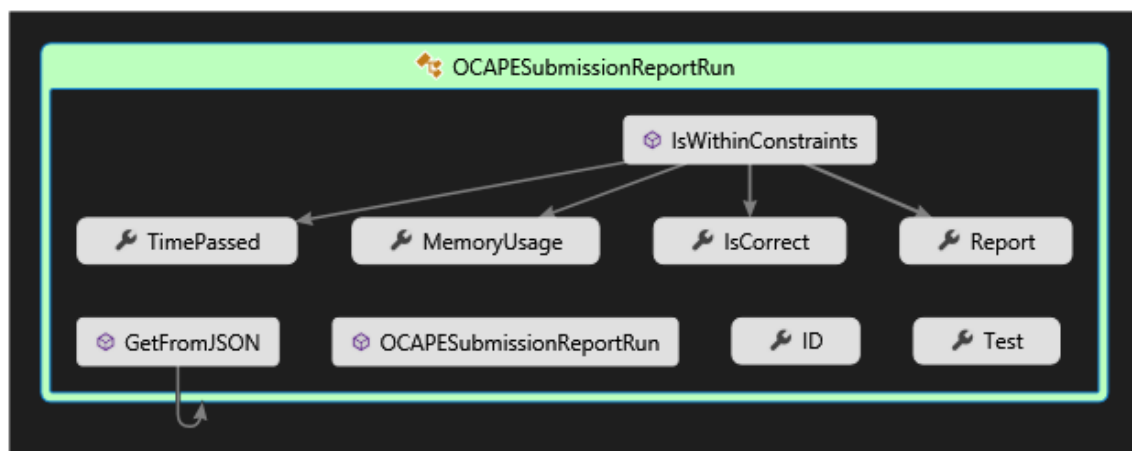 OCAPESubmissionReportRun
IsWithinConstraints
TimePassed MemoryUsage IsCorrect Report
GetFromJSON OCAPESubmissionReportRun ID Test